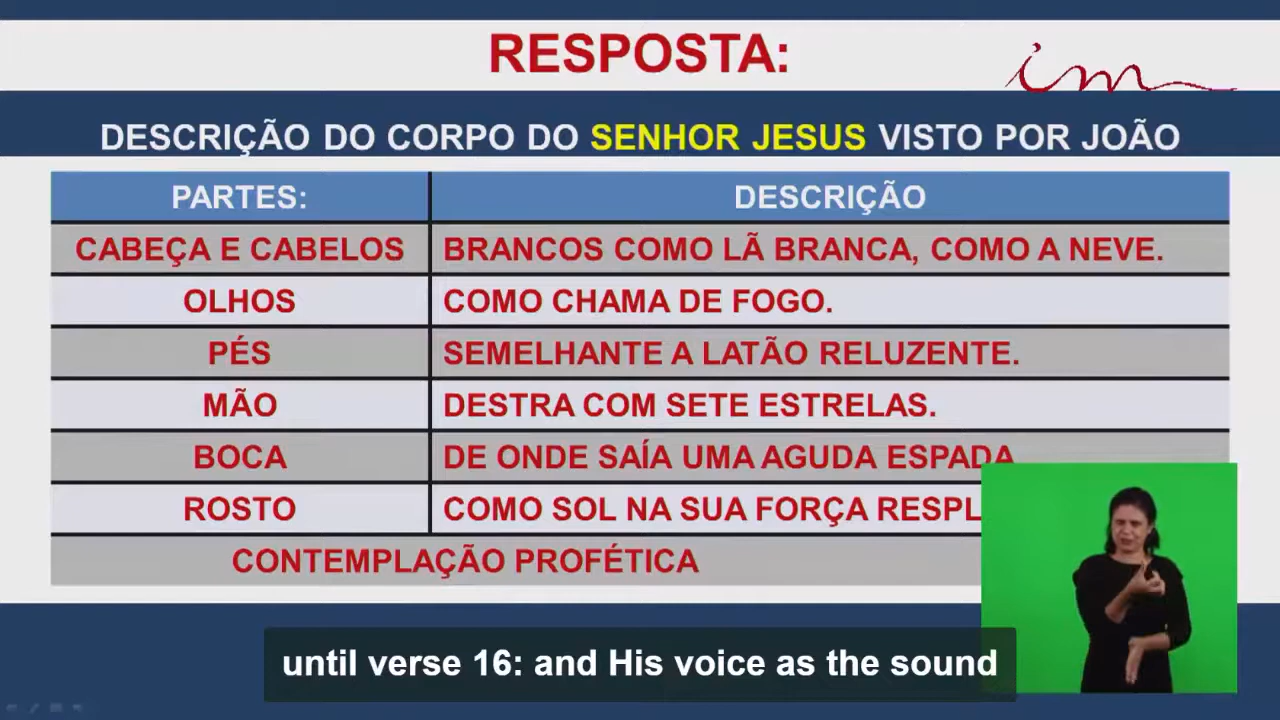 RESPOSTA:
im
DESCRIÇÃO DO CORPO DO SENHOR JESUS VISTO POR JOÃO
PARTES: DESCRIÇÃO
CABEÇA E CABELOS BRANCOS COMO LÃ BRANCA, COMO A NEVE.
OLHOS COMO CHAMA DE FOGO.
PÉS SEMELHANTE A LATÃO RELUZENTE.
MÃO DESTRA COM SETE ESTRELAS.
BOCA DE ONDE SAÍA UMA AGUDA ESPADA
ROSTO COMO SOL NA SUA FORÇA RESPL
CONTEMPLAÇÃO PROFÉTICA
until verse 16: and His voice as the sound